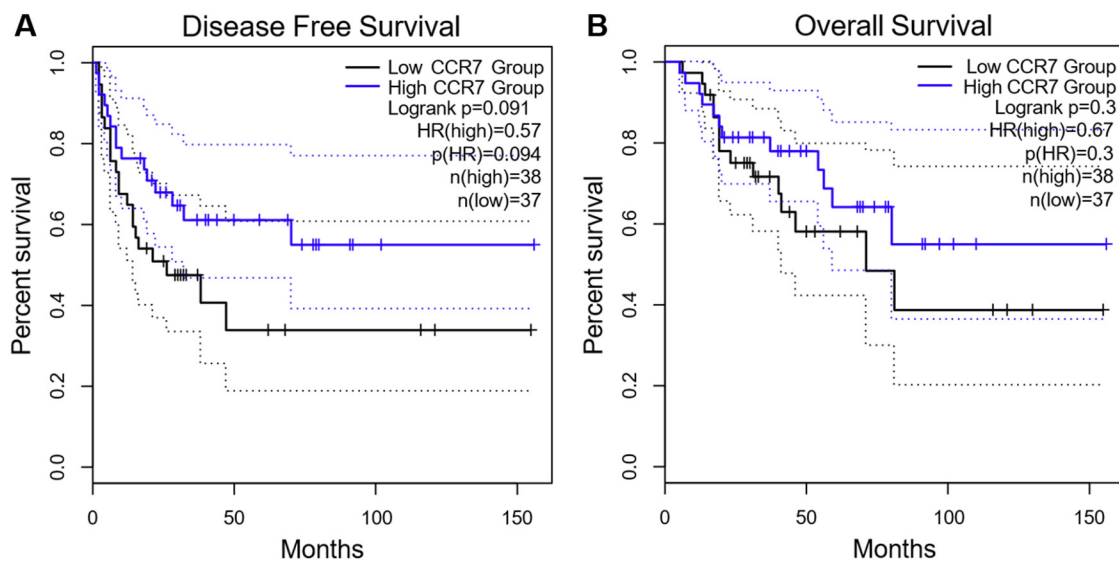 A
Disease Free Survival
Low CCR7 Group
High CCR7 Group
Logrank p=0.091
HR(high)=0.57
p(HR)=0.094
n(high)=38
n(low)=37
Percent survival
1.0
0.8
0.6
0.4
0.2
0.0
0 50 100 150
Months
B
Overall Survival
Low CCR7 Group
High CCR7 Group
Logrank p=0.3
HR(high)=0.67
p(HR)=0.3
n(high)=38
n(low)=37
Percent survival
1.0
0.8
0.6
0.4
0.2
0.0
0 50 100 150
Months